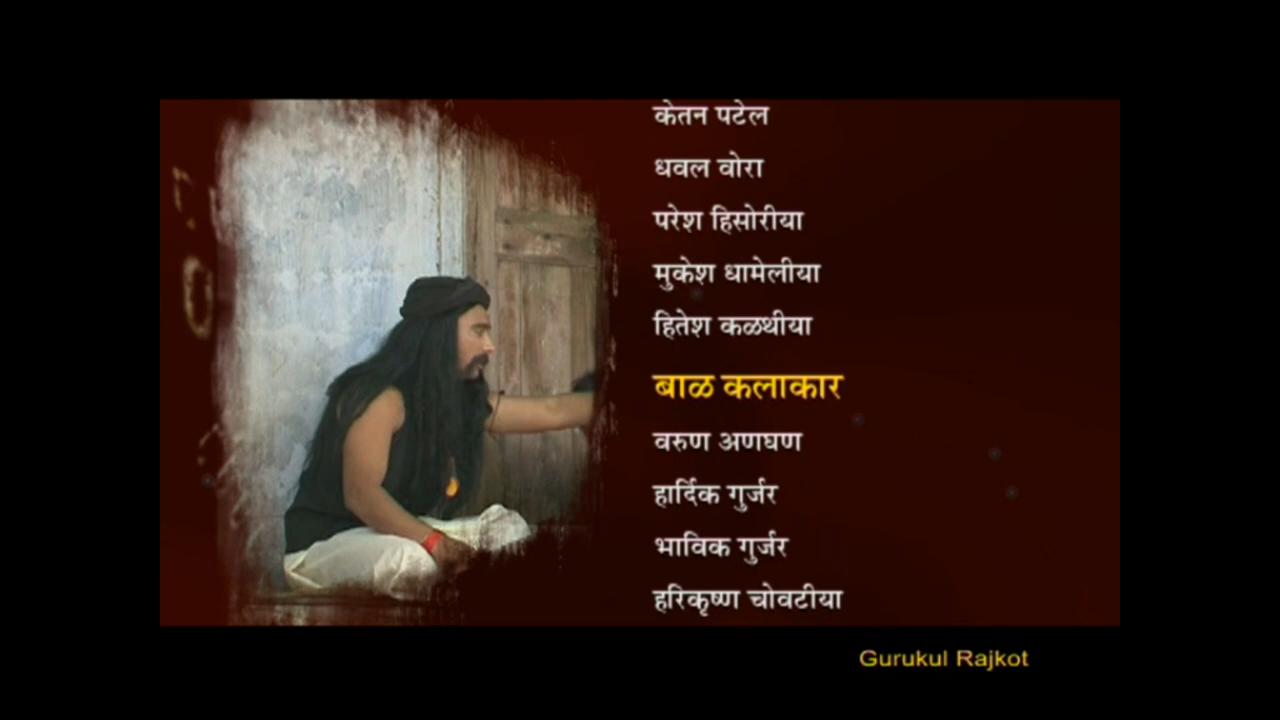 केतन पटेल
धवल वोरा
परेश हिसोरीया
मुकेश धामेलीया
हितेश कळथीया
बाळ कलाकार
वरुण अणघण
हार्दिक गुर्जर
भाविक गुर्जर
हरिकृष्ण चोवटीया
Gurukul Rajkot